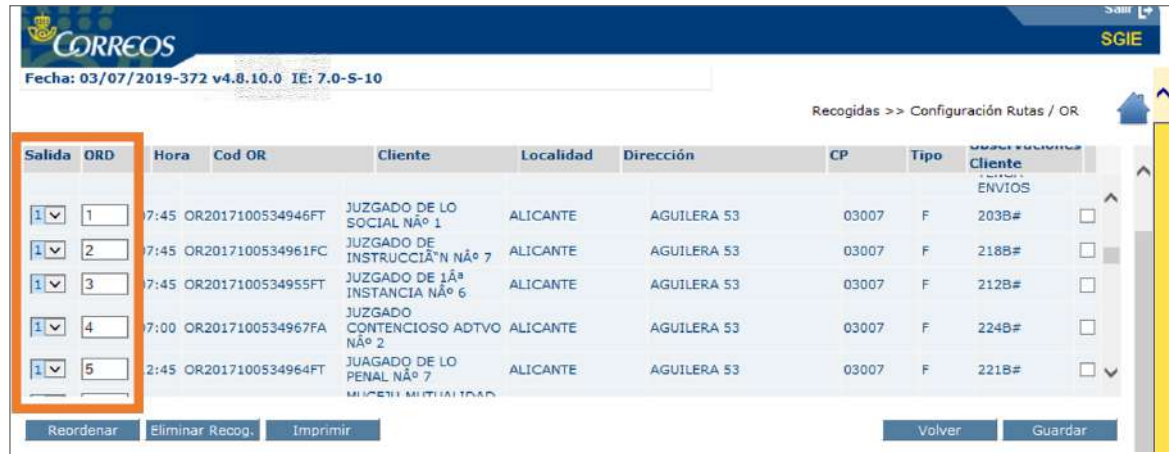 Salir
CORREOS
SGIE
Fecha: 03/07/2019-372 v4.8.10.0 IE: 7.0-S-10
Recogidas >> Configuración Rutas / OR
Salida ORD Hora Cod OR Cliente Localidad Dirección CP Tipo Observaciones Cliente
ENVIOS
1 1 07:45 OR2017100534946FT JUZGADO DE LO SOCIAL NÂº 1 ALICANTE AGUILERA 53 03007 F 203B#
1 2 07:45 OR2017100534961FC JUZGADO DE INSTRUCCIÃ"N NÂº 7 ALICANTE AGUILERA 53 03007 F 218B#
1 3 07:45 OR2017100534955FT JUZGADO DE 1Âª INSTANCIA NÂº 6 ALICANTE AGUILERA 53 03007 F 212B#
1 4 07:00 OR2017100534967FA JUZGADO CONTENCIOSO ADTVO NÂº 2 ALICANTE AGUILERA 53 03007 F 224B#
1 5 12:45 OR2017100534964FT JUAGADO DE LO PENAL NÂº 7 ALICANTE AGUILERA 53 03007 F 221B#
MUTUALIDAD
Reordenar Eliminar Recog. Imprimir Volver Guardar